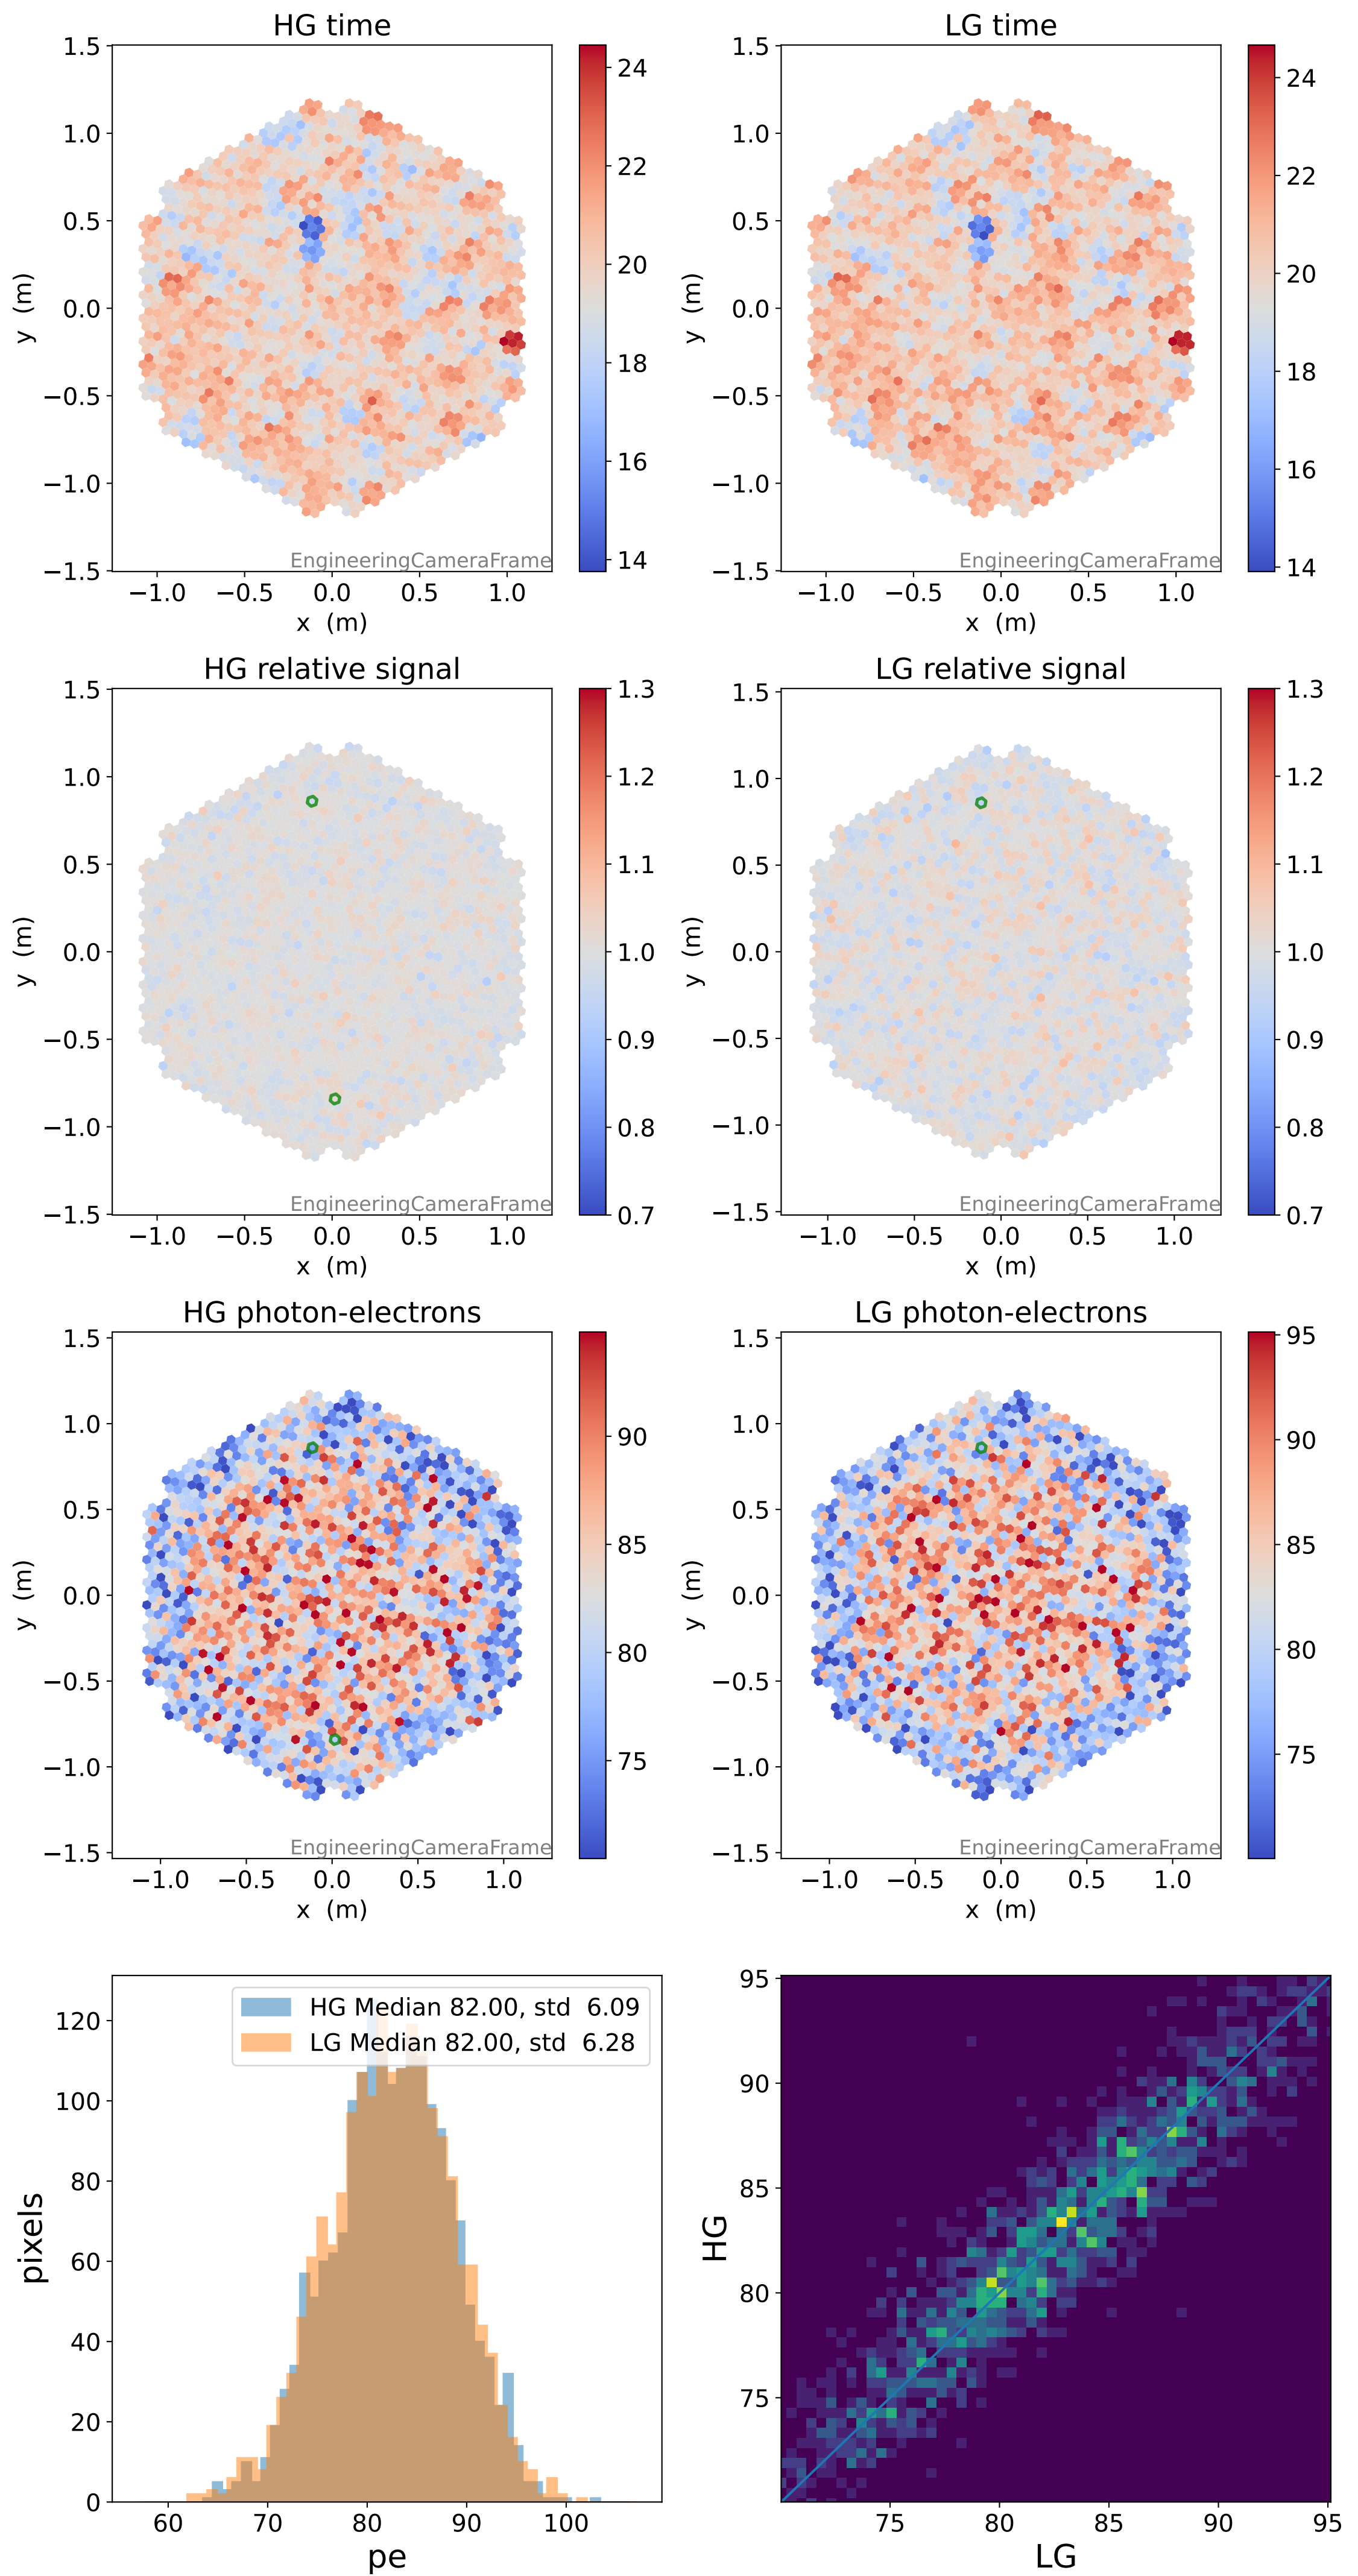 HG time
LG time
1.5
1.0
0.5
0.0
−0.5
−1.0
−1.5
y (m)
−1.0 −0.5 0.0 0.5 1.0
x (m)
EngineeringCameraFrame
24
22
20
18
16
14
1.5
1.0
0.5
0.0
−0.5
−1.0
−1.5
y (m)
−1.0 −0.5 0.0 0.5 1.0
x (m)
EngineeringCameraFrame
24
22
20
18
16
14
HG relative signal
LG relative signal
1.5
1.0
0.5
0.0
−0.5
−1.0
−1.5
y (m)
−1.0 −0.5 0.0 0.5 1.0
x (m)
EngineeringCameraFrame
1.3
1.2
1.1
1.0
0.9
0.8
0.7
1.5
1.0
0.5
0.0
−0.5
−1.0
−1.5
y (m)
−1.0 −0.5 0.0 0.5 1.0
x (m)
EngineeringCameraFrame
1.3
1.2
1.1
1.0
0.9
0.8
0.7
HG photon-electrons
LG photon-electrons
1.5
1.0
0.5
0.0
−0.5
−1.0
−1.5
y (m)
−1.0 −0.5 0.0 0.5 1.0
x (m)
EngineeringCameraFrame
90
85
80
75
1.5
1.0
0.5
0.0
−0.5
−1.0
−1.5
y (m)
−1.0 −0.5 0.0 0.5 1.0
x (m)
EngineeringCameraFrame
95
90
85
80
75
HG Median 82.00, std 6.09
LG Median 82.00, std 6.28
120
100
80
60
40
20
0
pixels
60 70 80 90 100
pe
95
90
85
80
75
HG
75 80 85 90 95
LG